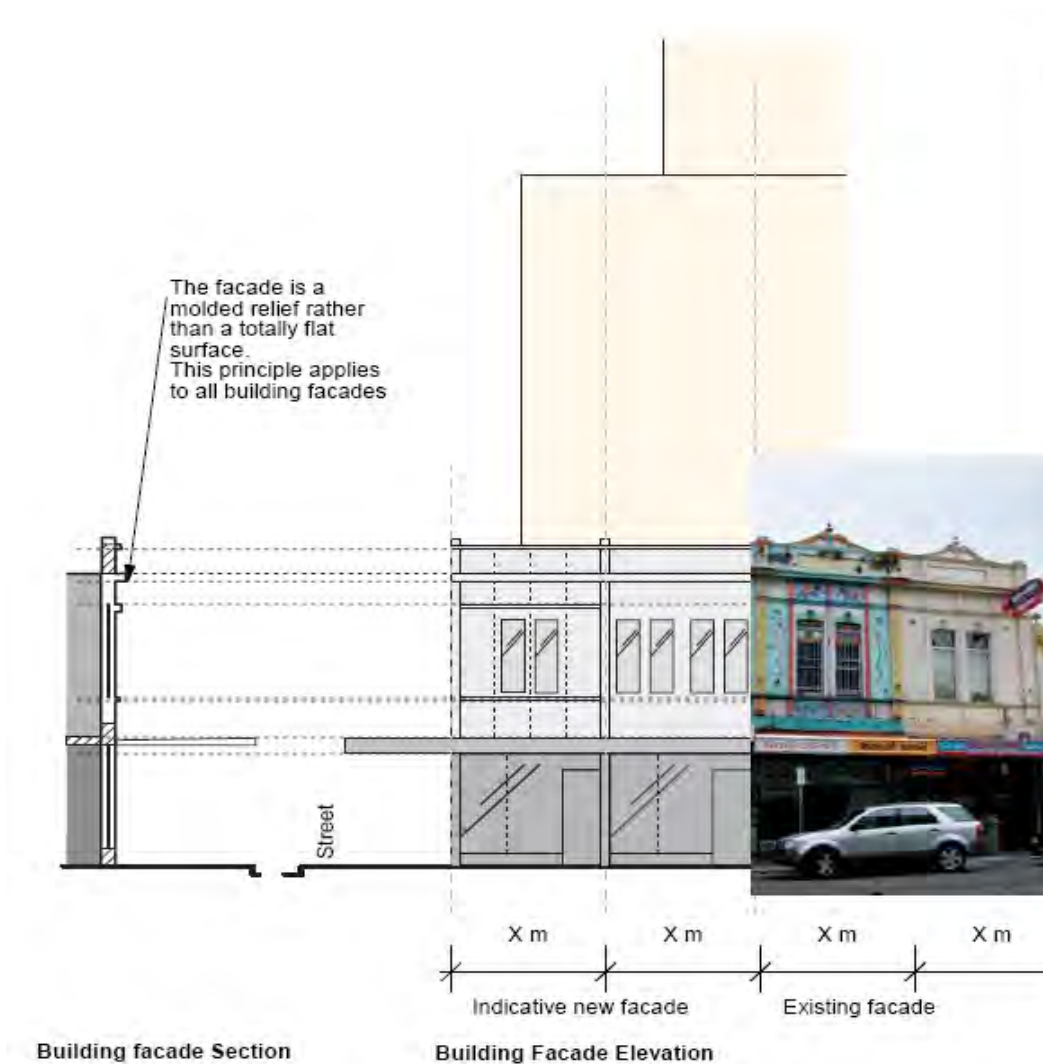 The facade is a
molded relief rather
than a totally flat
surface.
This principle applies
to all building facades
Street
X m
X m
X m
X m
Indicative new facade
Existing facade
Building facade Section
Building Facade Elevation